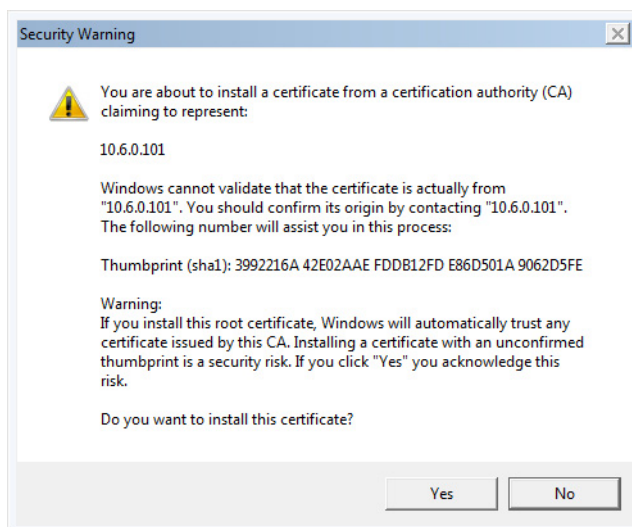 Security Warning
You are about to install a certificate from a certification authority (CA)
claiming to represent:
10.6.0.101
Windows cannot validate that the certificate is actually from
"10.6.0.101". You should confirm its origin by contacting "10.6.0.101".
The following number will assist you in this process:
Thumbprint (sha1): 3992216A 42E02AAE FDDB12FD E86D501A 9062D5FE
Warning:
If you install this root certificate, Windows will automatically trust any
certificate issued by this CA. Installing a certificate with an unconfirmed
thumbprint is a security risk. If you click "Yes" you acknowledge this
risk.
Do you want to install this certificate?
Yes
No